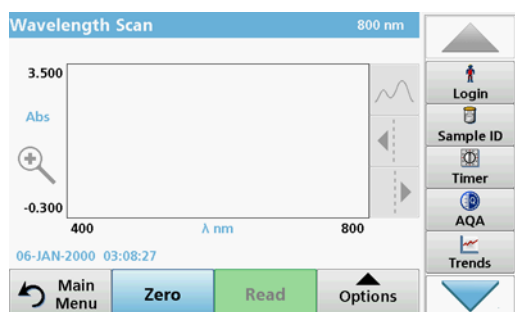 Wavelength Scan 800 nm
3.500
Abs
-0.300
400 λ nm 800
06-JAN-2000 03:08:27
Main
Menu
Zero
Read
Options
Login
Sample ID
Timer
AQA
Trends